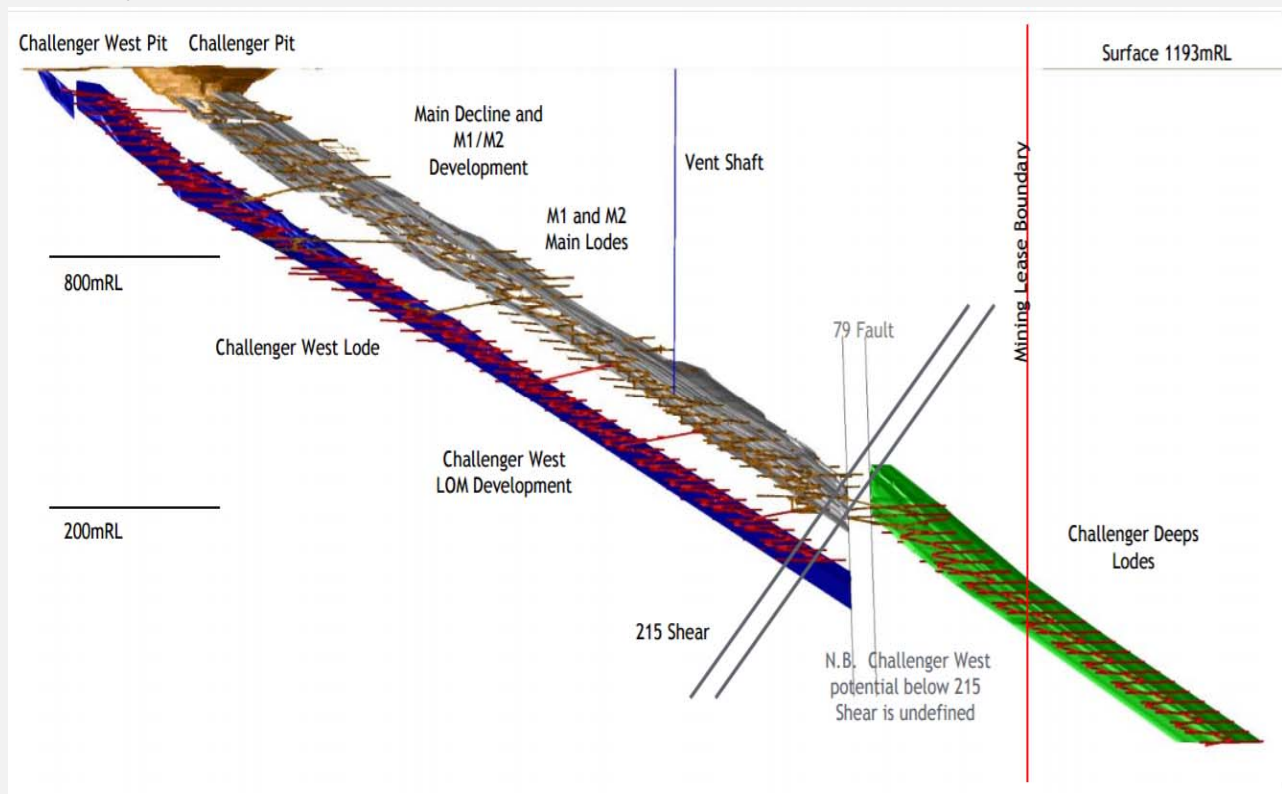 Challenger West Pit
Challenger Pit
Surface 1193mRL
Main Decline and
M1/M2
Development
Vent Shaft
Mining Lease Boundary
M1 and M2
Main Lodes
800mRL
79 Fault
Challenger West Lode
Challenger West
LOM Development
200mRL
Challenger Deeps
Lodes
215 Shear
N.B. Challenger West
potential below 215
Shear is undefined